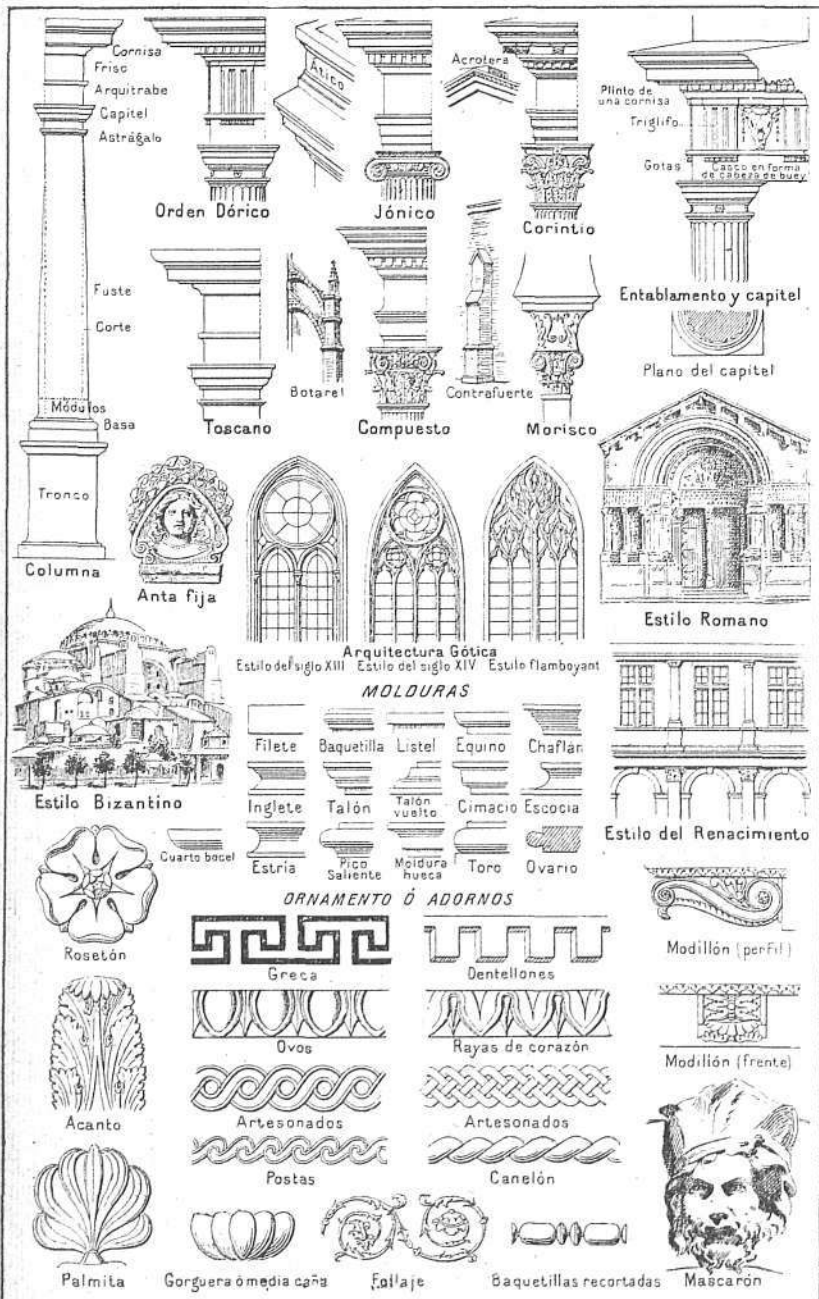 Cornisa
Friso
Arquitrabe
Capitel
Astrágalo
Fuste
Corte
Módulos
Basa
Tronco
Columna
Orden Dórico
Ático
Jónico
Acrotera
Corintio
Plinto de
una cornisa
Triglifo
Gotas
Casco en forma
de cabeza de buey
Entablamento y capitel
Plano del capitel
Toscano
Botarel
Compuesto
Contrafuerte
Morisco
Anta fija
Arquitectura Gótica
Estilo del siglo XIII
Estilo del siglo XIV
Estilo flamboyant
Estilo Romano
Estilo Bizantino
MOLDURAS
Filete
Baquetilla
Listel
Equino
Chaflán
Inglete
Talón
Talón
vuelto
Cimacio
Escocia
Cuarto bocel
Estria
Pico
Saliente
Moldura
hueca
Toro
Ovario
Estilo del Renacimiento
ORNAMENTO Ó ADORNOS
Rosetón
Greca
Dentellones
Modillón (perfil)
Ovos
Rayas de corazón
Modillón (frente)
Acanto
Artesonados
Artesonados
Postas
Canelón
Palmita
Gorguera ò media caña
Follaje
Baquetillas recortadas
Mascarón